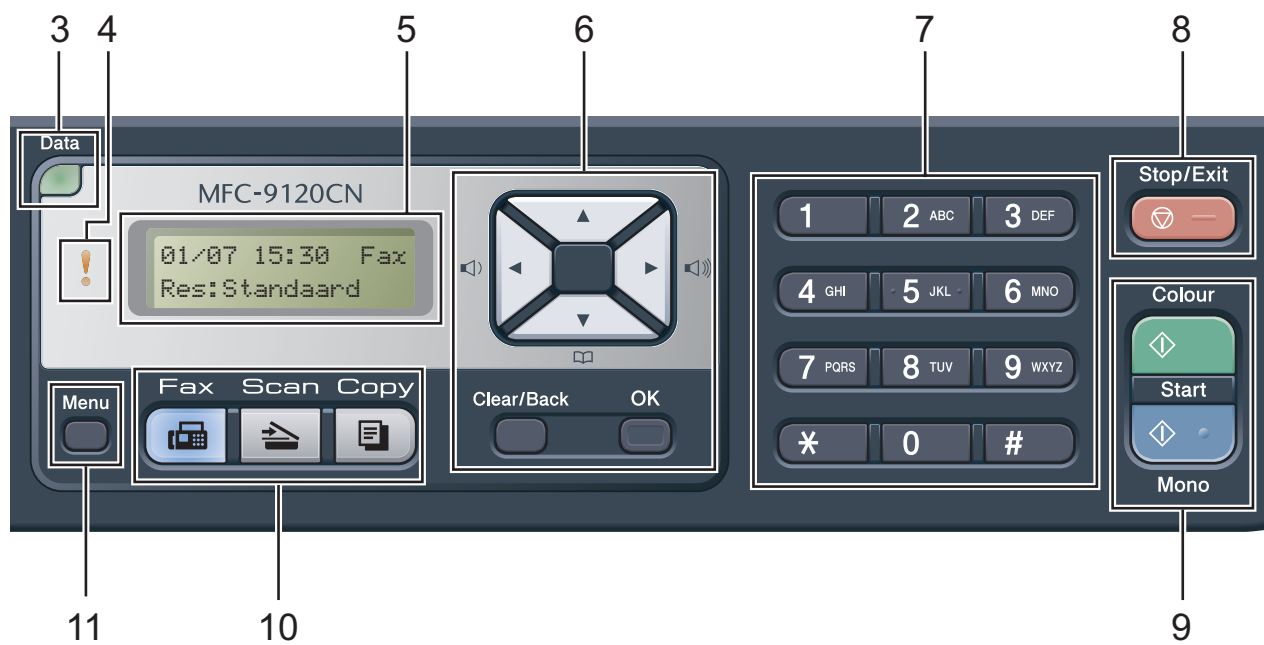 3 4 5 6 7 8
Data
MFC-9120CN
01/07 15:30 Fax
Res:Standaard
Menu
Fax Scan Copy
Clear/Back OK
1 2 ABC 3 DEF
4 GHI 5 JKL 6 MNO
7 PQRS 8 TUV 9 WXYZ
* 0 #
Stop/Exit
Colour
Start
Mono
11 10 9